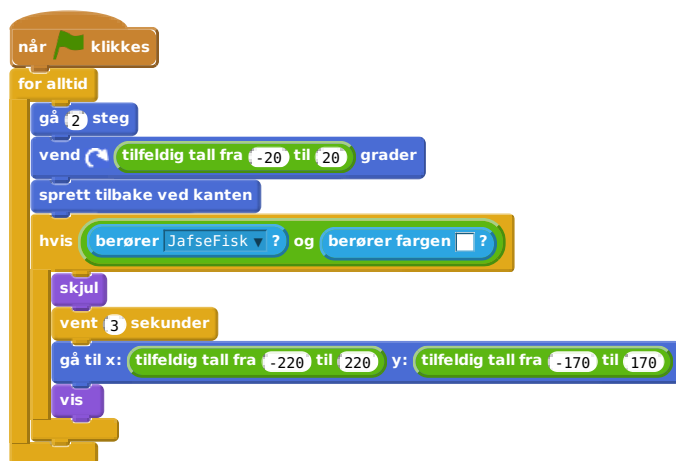 når klikkes
for alltid
gå 2 steg
vend tilfeldig tall fra -20 til 20 grader
sprett tilbake ved kanten
hvis berører JafseFisk ? og berører fargen ?
skjul
vent 3 sekunder
gå til x: tilfeldig tall fra -220 til 220 y: tilfeldig tall fra -170 til 170
vis